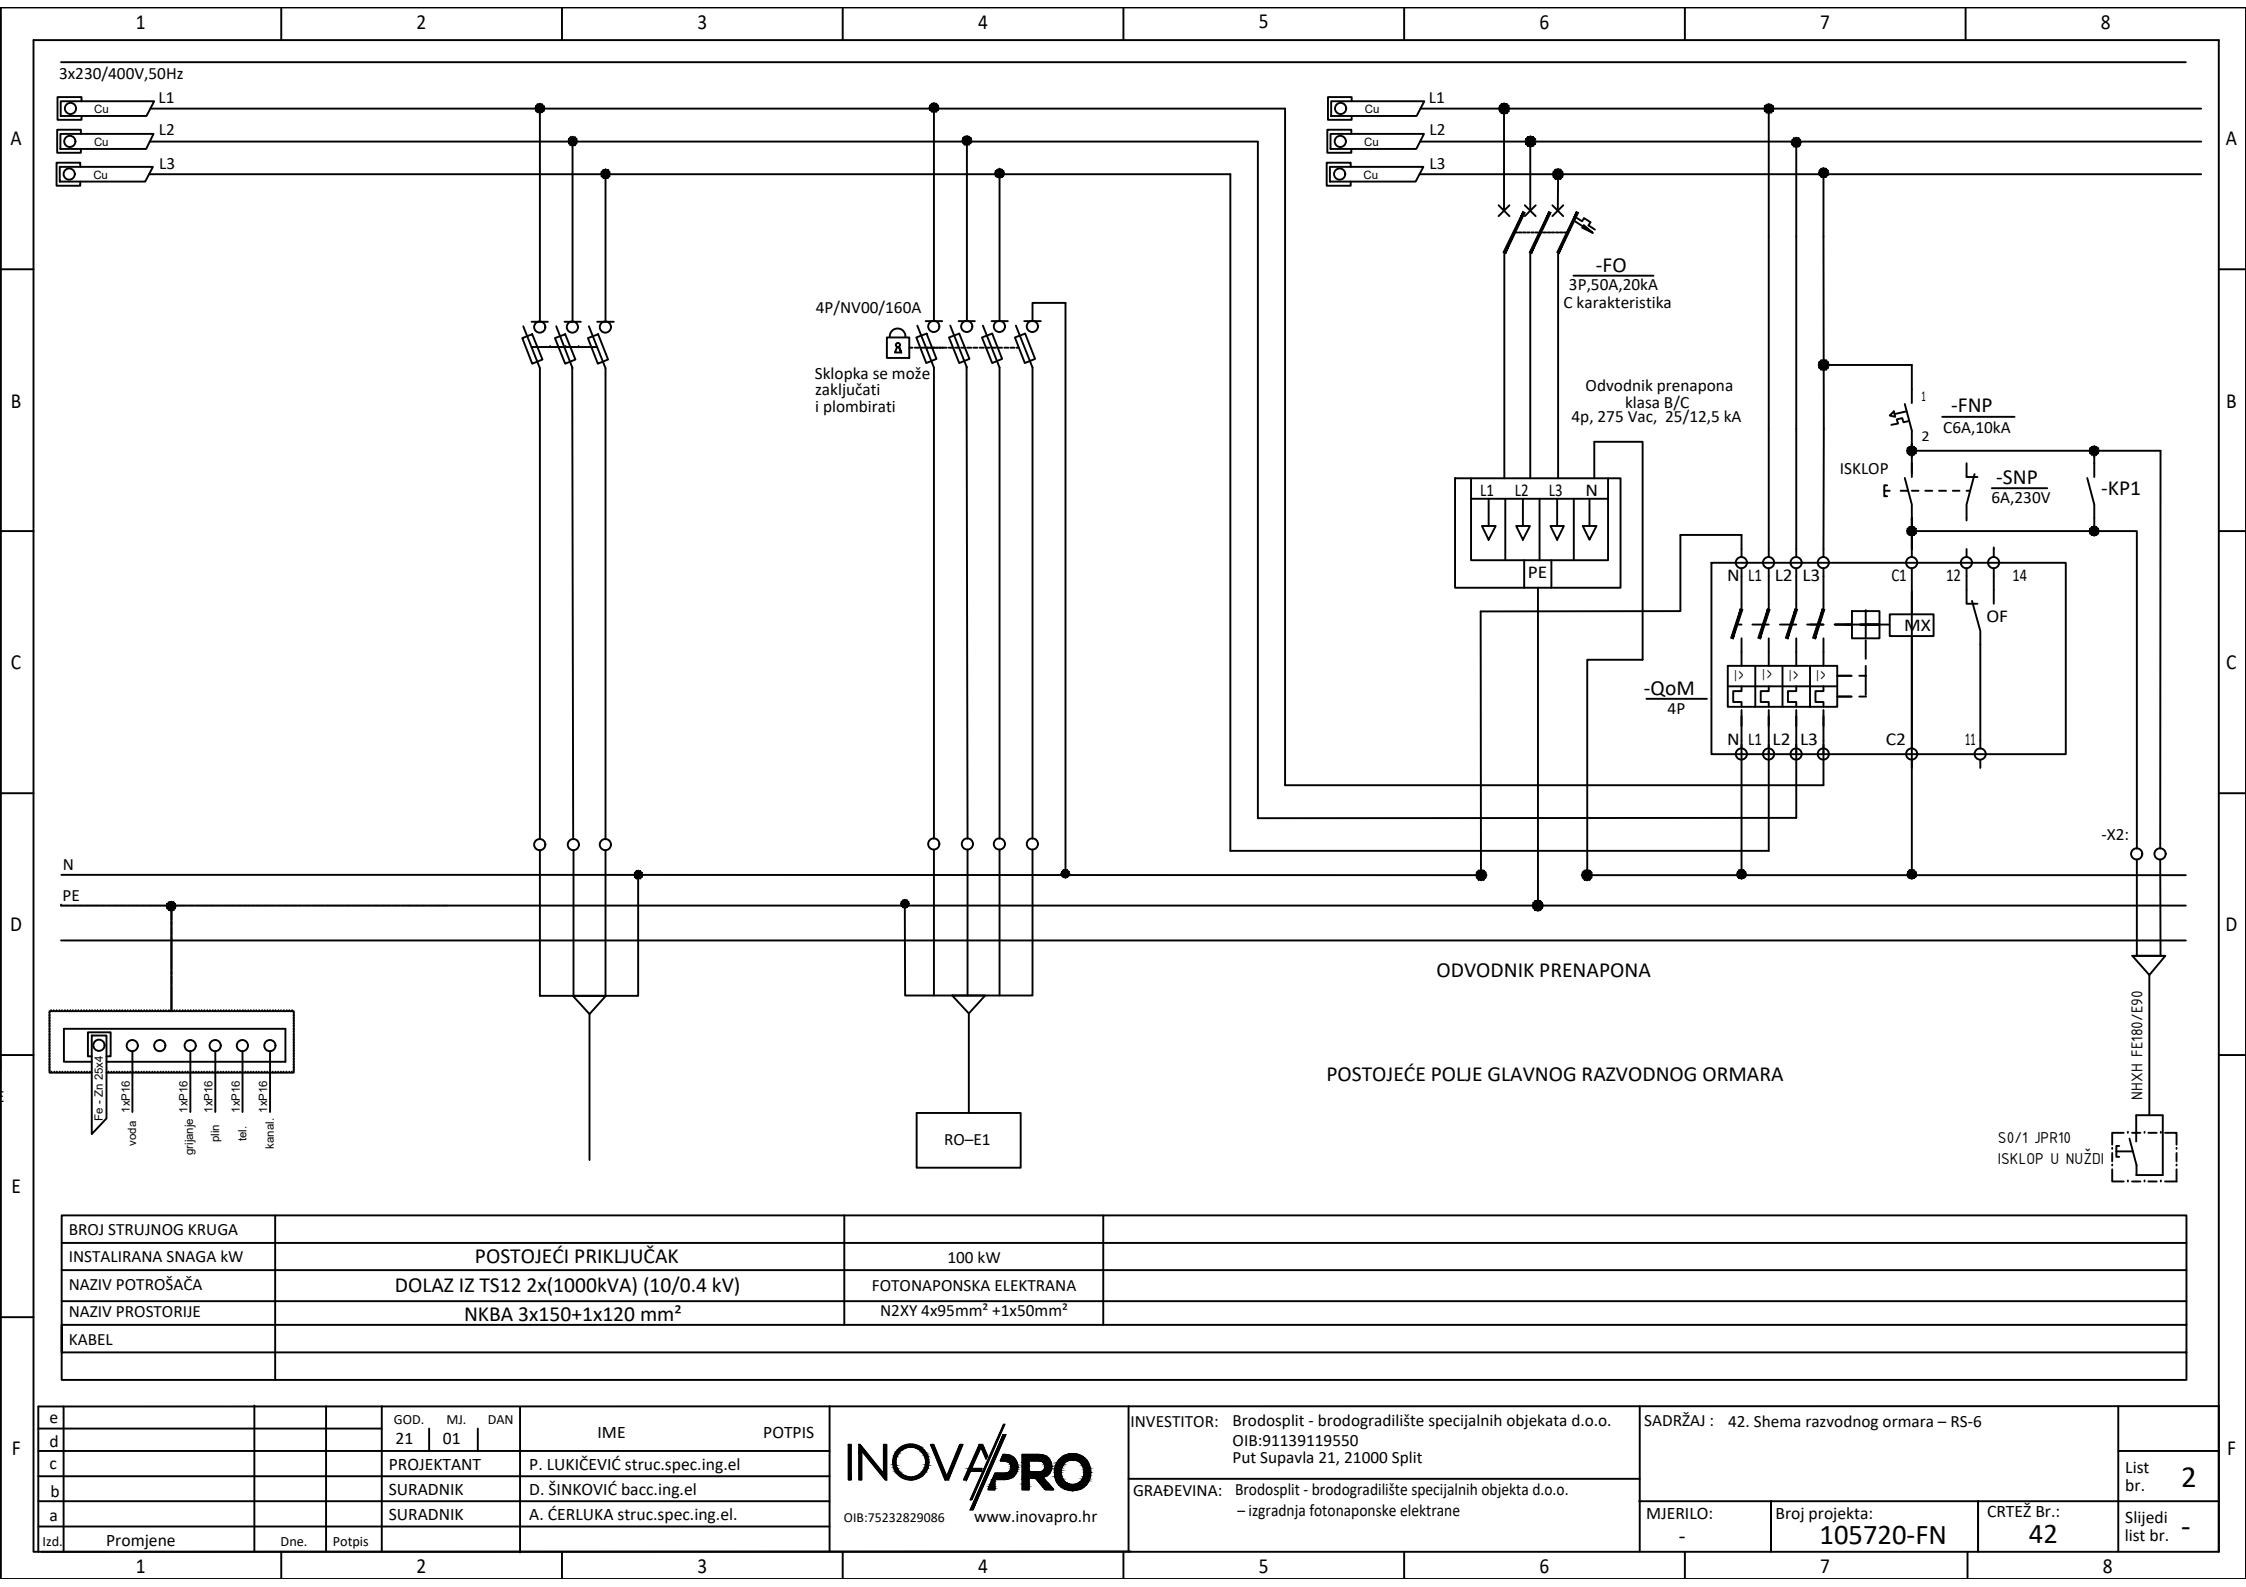 1 2 3 4 5 6 7 8
A
B
C
D
E
F
A
B
C
D
F
3x230/400V,50Hz
Cu L1
Cu L2
Cu L3
Cu L1
Cu L2
Cu L3
4P/NV00/160A
Sklopka se može
zaključati
i plombirati
-FO
3P,50A,20kA
C karakteristika
Odvodnik prenapona
klasa B/C
4p, 275 Vac, 25/12,5 kA
L1 L2 L3 N
PE
1
2
-FNP
C6A,10kA
ISKLOP
-SNP
6A,230V
-KP1
N L1 L2 L3 C1 12 14
MX
OF
I> I> I> I>
-QoM
4P
N L1 L2 L3 C2 11
-X2:
N
PE
ODVODNIK PRENAPONA
POSTOJEĆE POLJE GLAVNOG RAZVODNOG ORMARA
NHXH FE180/E90
S0/1 JPR10
ISKLOP U NUŽDI
Fe - Zn 25x4
1xP16
voda
1xP16
grijanje
1xP16
plin
1xP16
tel.
1xP16
kanal.
RO–E1
BROJ STRUJNOG KRUGA
INSTALIRANA SNAGA kW POSTOJEĆI PRIKLJUČAK 100 kW
NAZIV POTROŠAČA DOLAZ IZ TS12 2x(1000kVA) (10/0.4 kV) FOTONAPONSKA ELEKTRANA
NAZIV PROSTORIJE NKBA 3x150+1x120 mm² N2XY 4x95mm² +1x50mm²
KABEL
e
d
c
b
a
Izd. Promjene Dne. Potpis
GOD. MJ. DAN
21 01
IME POTPIS
PROJEKTANT P. LUKIČEVIĆ struc.spec.ing.el
SURADNIK D. ŠINKOVIĆ bacc.ing.el
SURADNIK A. ĆERLUKA struc.spec.ing.el.
INOVAPRO
OIB:75232829086 www.inovapro.hr
INVESTITOR: Brodosplit - brodogradilište specijalnih objekata d.o.o.
OIB:91139119550
Put Supavla 21, 21000 Split
GRAĐEVINA: Brodosplit - brodogradilište specijalnih objekta d.o.o.
– izgradnja fotonaponske elektrane
SADRŽAJ : 42. Shema razvodnog ormara – RS-6
MJERILO:
-
Broj projekta:
105720-FN
CRTEŽ Br.:
42
List
br. 2
Slijedi
list br. -
1 2 3 4 5 6 7 8